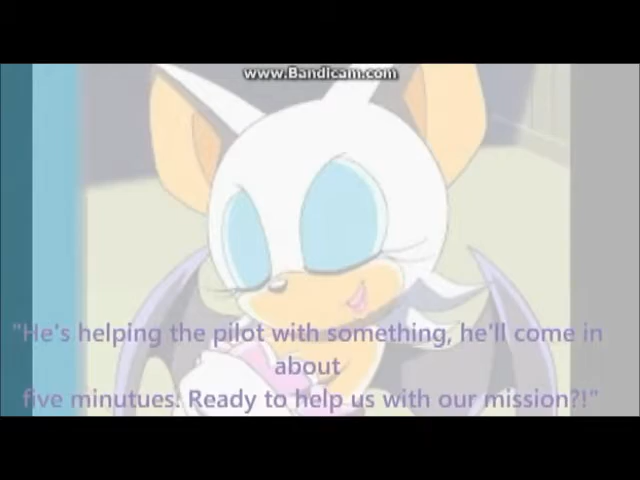 www.Bandicam.com
"He's helping the pilot with something, he'll come in
about
five minutues. Ready to help us with our mission?!"